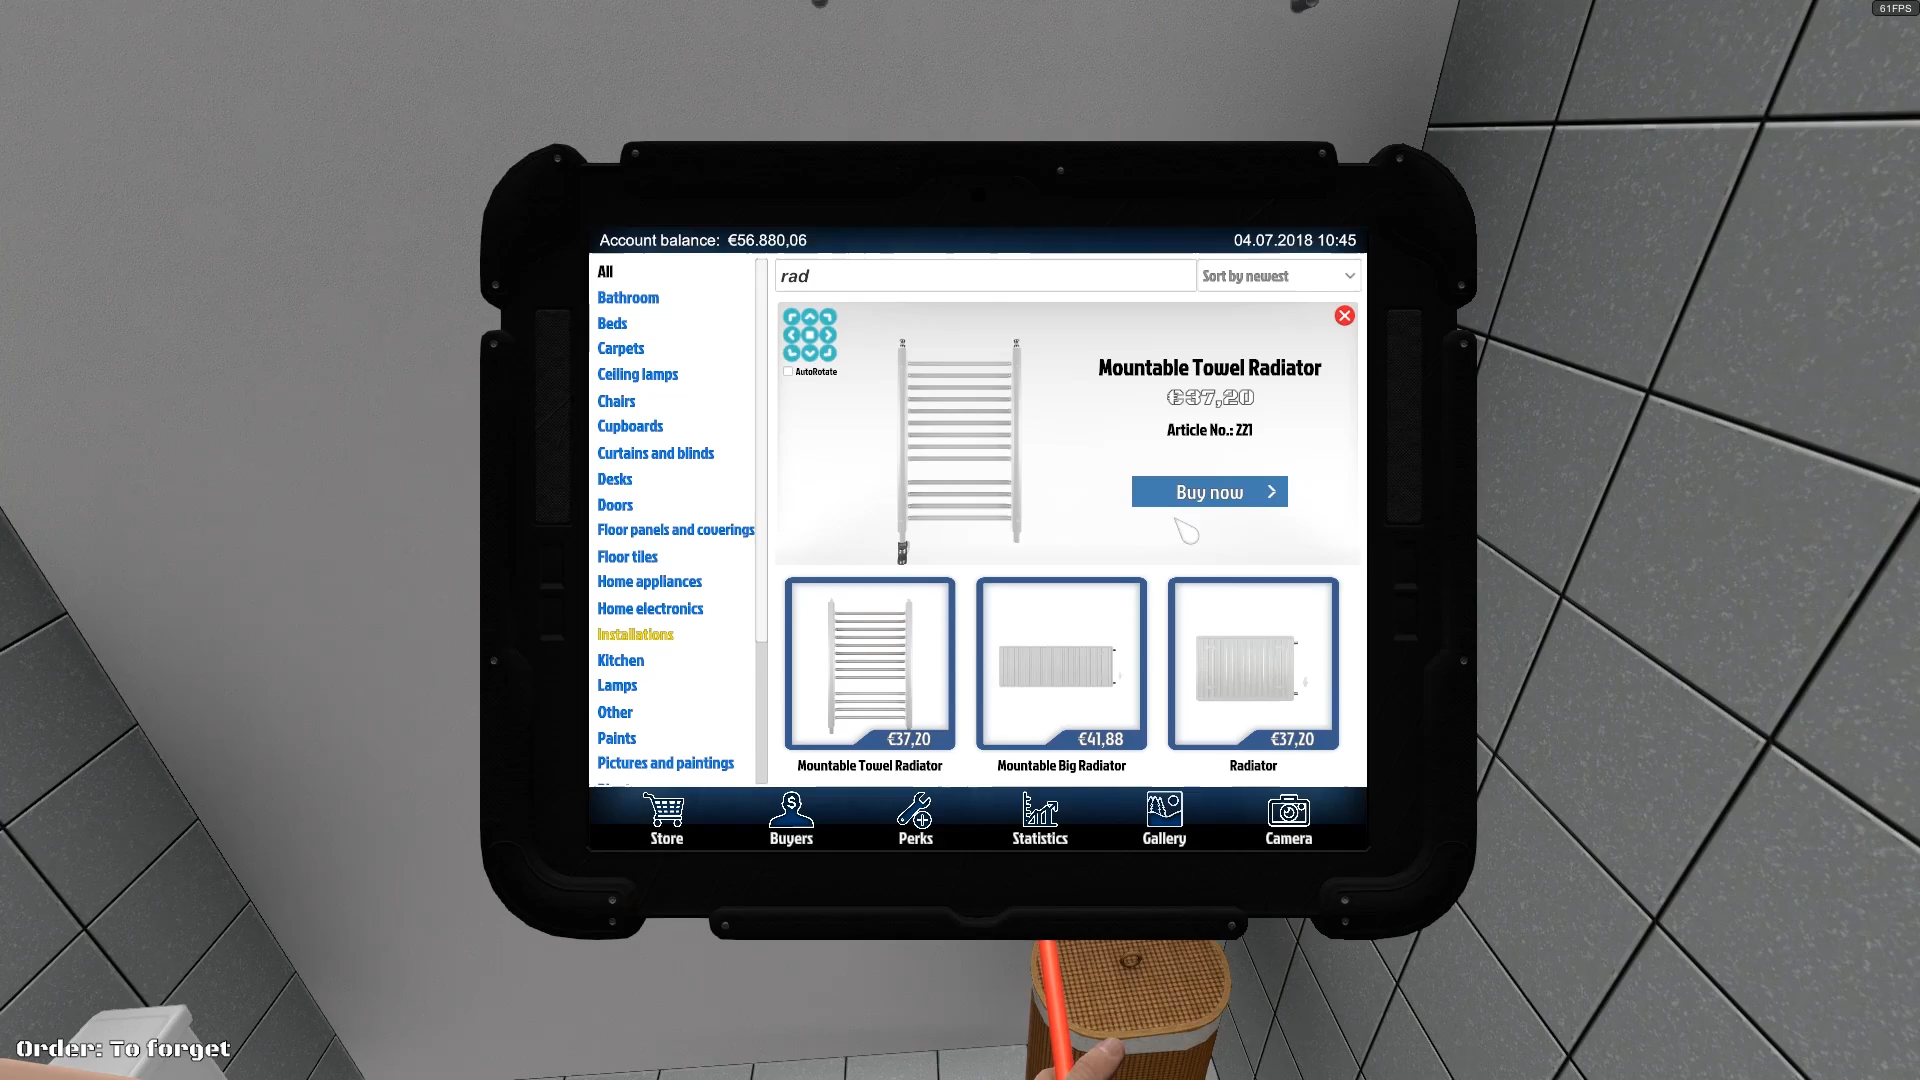 61FPS
Account balance: €56.880,06
04.07.2018 10:45
All
Bathroom
Beds
Carpets
Ceiling lamps
Chairs
Cupboards
Curtains and blinds
Desks
Doors
Floor panels and coverings
Floor tiles
Home appliances
Home electronics
Installations
Kitchen
Lamps
Other
Paints
Pictures and paintings
rad
Sort by newest
AutoRotate
Mountable Towel Radiator
€37,20
Article No.: 221
Buy now
€37,20
€41,88
€37,20
Mountable Towel Radiator
Mountable Big Radiator
Radiator
Store
Buyers
Perks
Statistics
Gallery
Camera
Order: To forget